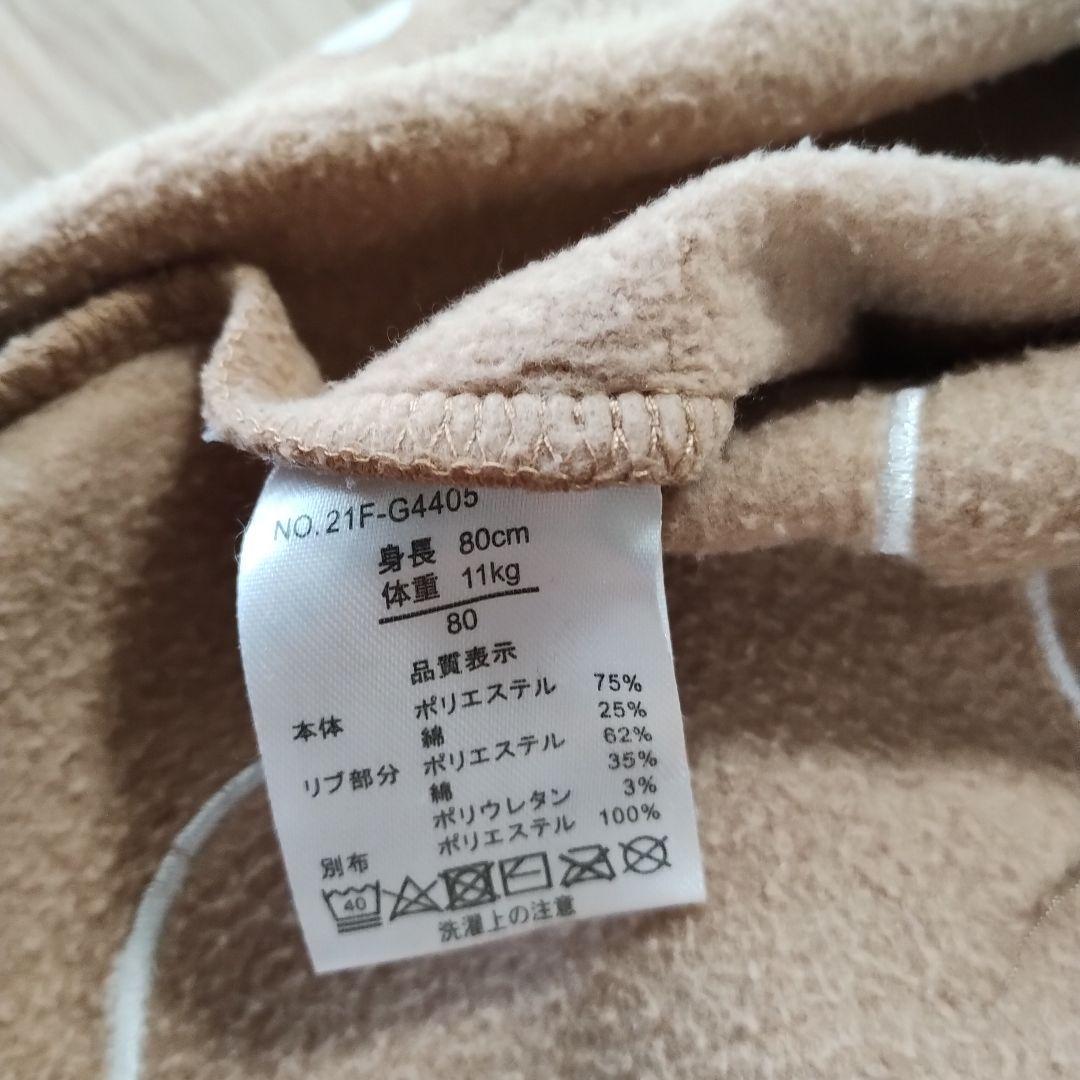 NO. 21F-G4405
身長 80cm
体重 11kg
80
品質表示
本体 ポリエステル 75%
綿 25%
リブ部分 ポリエステル 62%
綿 35%
ポリウレタン 3%
別布 ポリエステル 100%
40
洗濯上の注意